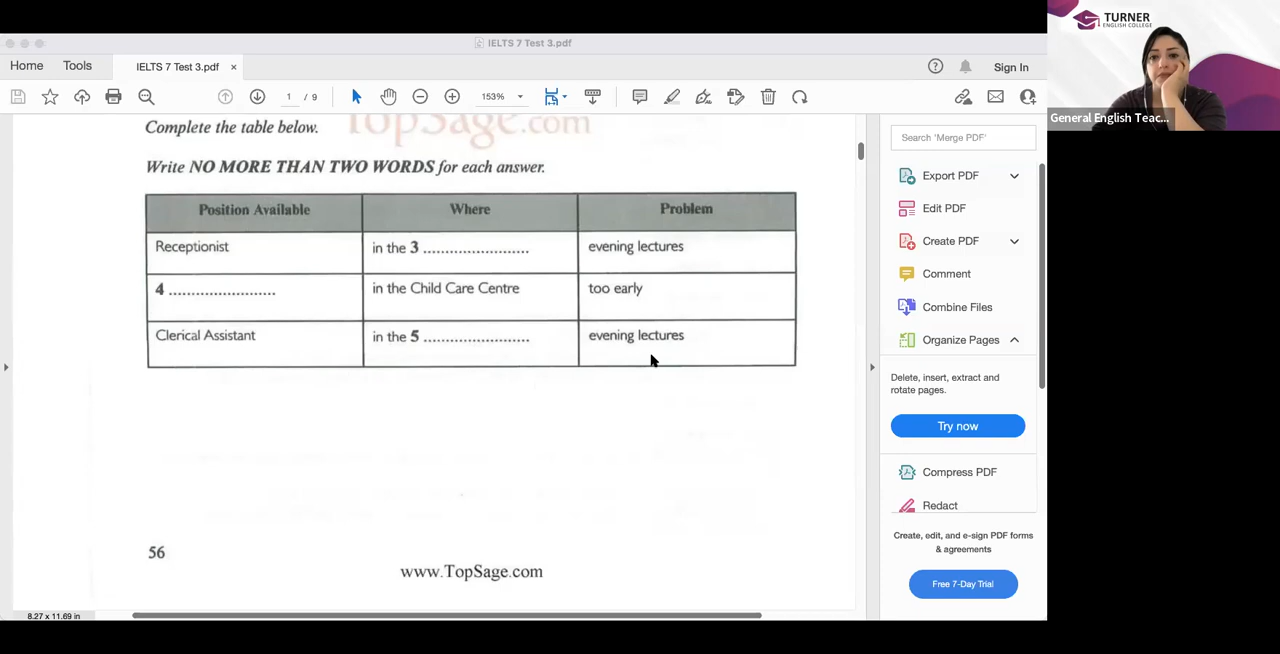 IELTS 7 Test 3.pdf
Home Tools IELTS 7 Test 3.pdf × Sign In
1 / 9 153%
TopSage.com
Complete the table below.
Write NO MORE THAN TWO WORDS for each answer.
Position Available Where Problem
Receptionist in the 3 ........................ evening lectures
4 ........................ in the Child Care Centre too early
Clerical Assistant in the 5 ........................ evening lectures
56
www.TopSage.com
8.27 x 11.69 in
Search 'Merge PDF'
Export PDF
Edit PDF
Create PDF
Comment
Combine Files
Organize Pages
Delete, insert, extract and
rotate pages.
Try now
Compress PDF
Redact
Create, edit, and e-sign PDF forms
& agreements
Free 7-Day Trial
TURNER
ENGLISH COLLEGE
General English Teac...